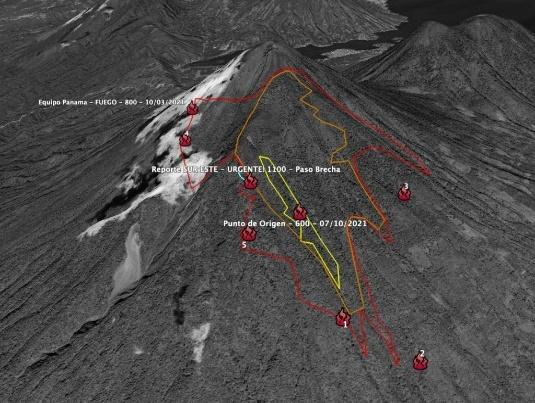 Equipo Panama - FUEGO - 800 - 10/03/2021
4
Reporte SURESTE - URGENTE! 1100 - Paso Brecha
3
Punto de Origen - 600 - 07/10/2021
5
1
2